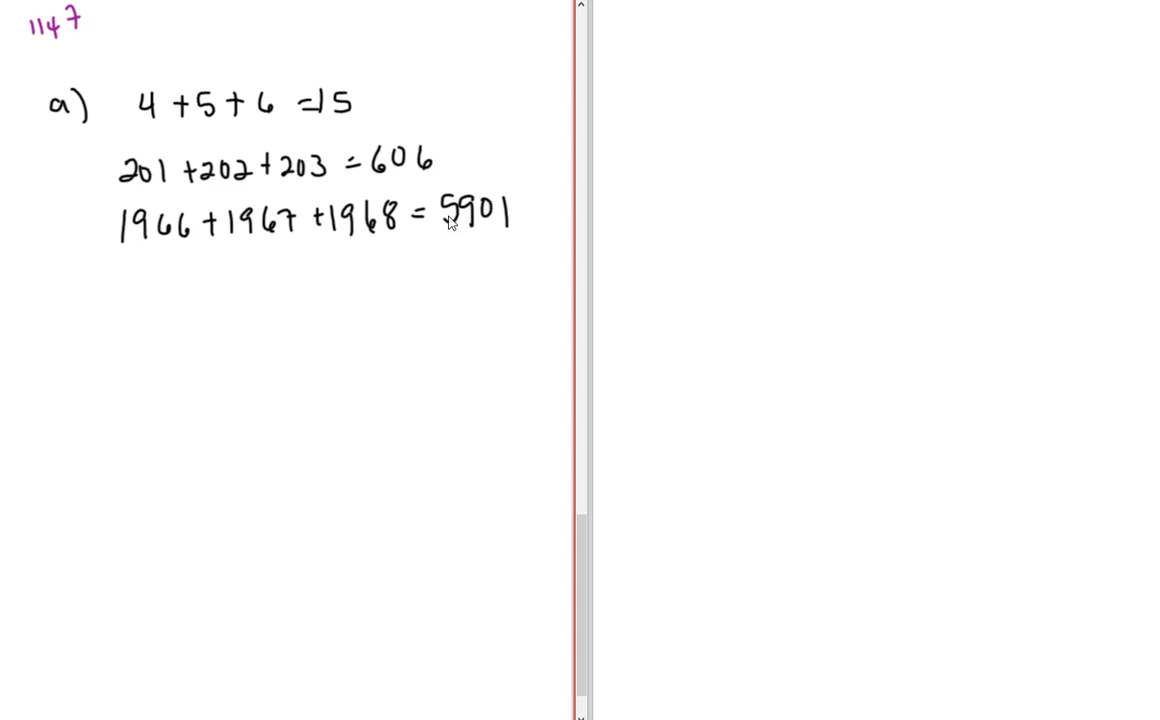 1147
a) 4 + 5 + 6 = 15
201 + 202 + 203 = 606
1966 + 1967 + 1968 = 5901